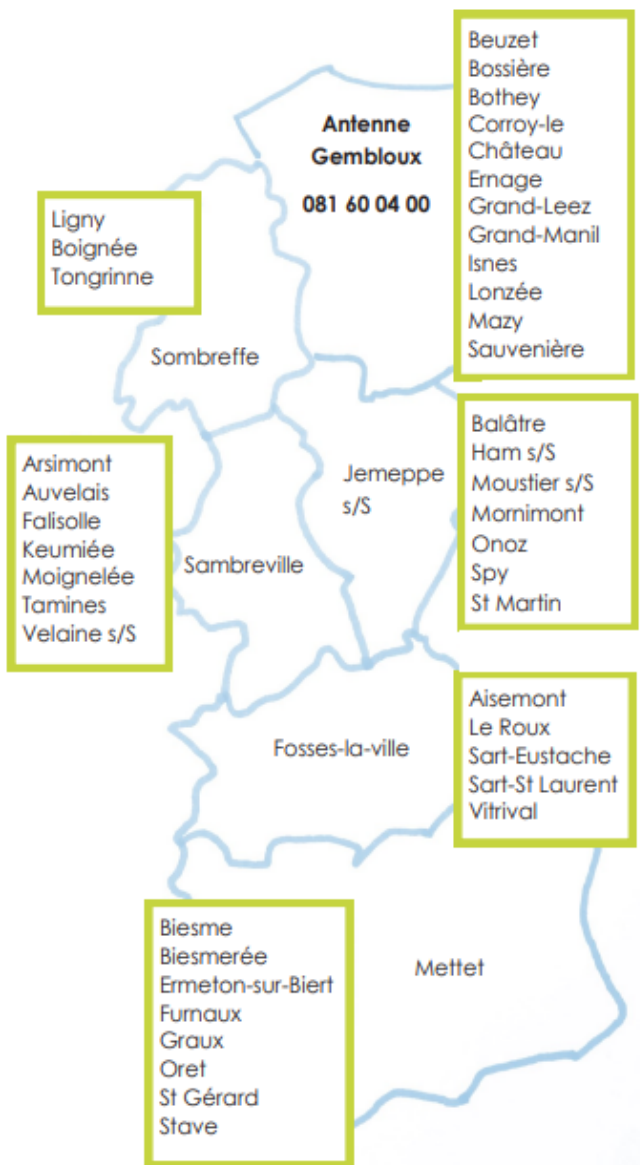 Beuzet
Bossière
Bothey
Corroy-le
Château
Ernage
Grand-Leez
Grand-Manil
Isnes
Lonzée
Mazy
Sauvenière
Antenne
Gembloux
081 60 04 00
Ligny
Boignée
Tongrinne
Sombreffe
Balâtre
Ham s/S
Moustier s/S
Mornimont
Onoz
Spy
St Martin
Jemeppe
s/S
Arsimont
Auvelais
Falisolle
Keumiée
Moignelée
Tamines
Velaine s/S
Sambreville
Aisemont
Le Roux
Sart-Eustache
Sart-St Laurent
Vitrival
Fosses-la-ville
Biesme
Biesmerée
Ermeton-sur-Biert
Furnaux
Graux
Oret
St Gérard
Stave
Mettet